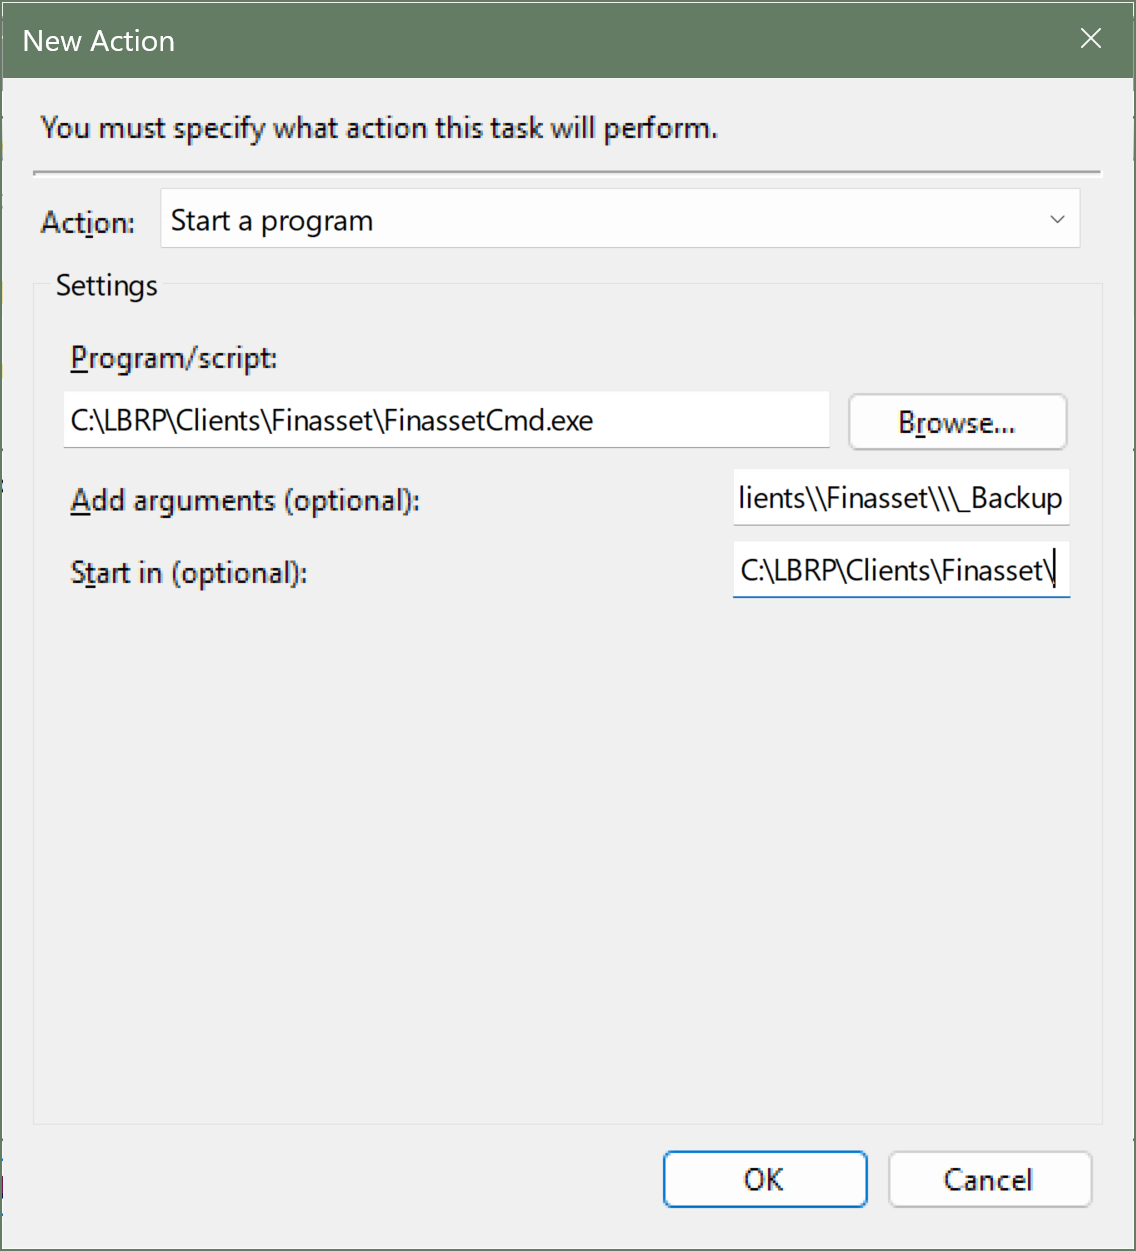 New Action
You must specify what action this task will perform.
Action: Start a program
Settings
Program/script:
C:\LBRP\Clients\Finasset\FinassetCmd.exe Browse...
Add arguments (optional): lients\\Finasset\\\_Backup
Start in (optional): C:\LBRP\Clients\Finasset\
OK Cancel